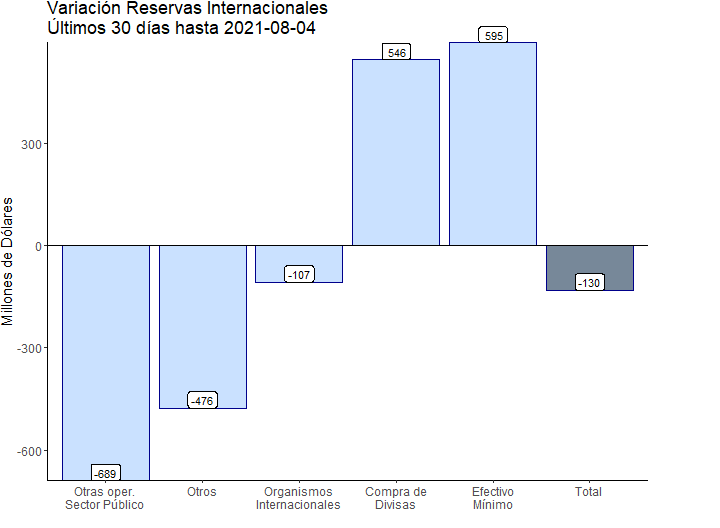 Variación Reservas Internacionales
Últimos 30 días hasta 2021-08-04
Millones de Dólares
300
0
-300
-600
595
546
-107
-130
-476
-689
Otras oper.
Sector Público
Otros
Organismos
Internacionales
Compra de
Divisas
Efectivo
Mínimo
Total